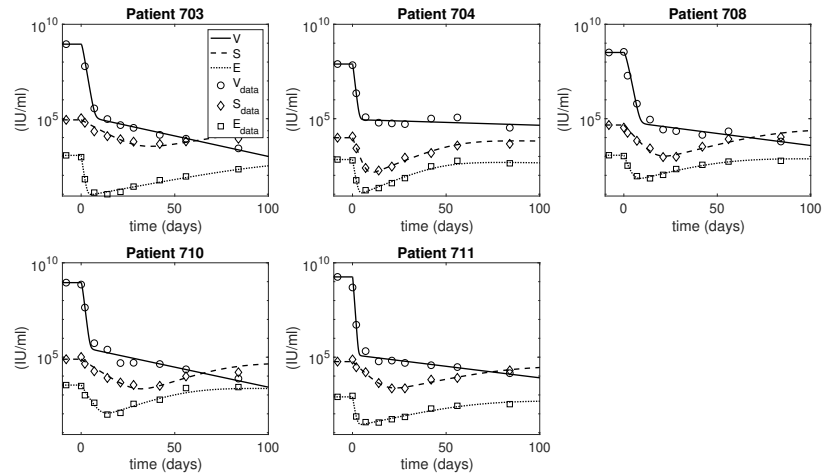 Patient 703
Patient 704
Patient 708
10^10
10^5
(IU/ml)
0
50
100
time (days)
V
S
E
V_data
S_data
E_data
10^10
10^5
(IU/ml)
0
50
100
time (days)
10^10
10^5
(IU/ml)
0
50
100
time (days)
Patient 710
Patient 711
10^10
10^5
(IU/ml)
0
50
100
time (days)
10^10
10^5
(IU/ml)
0
50
100
time (days)